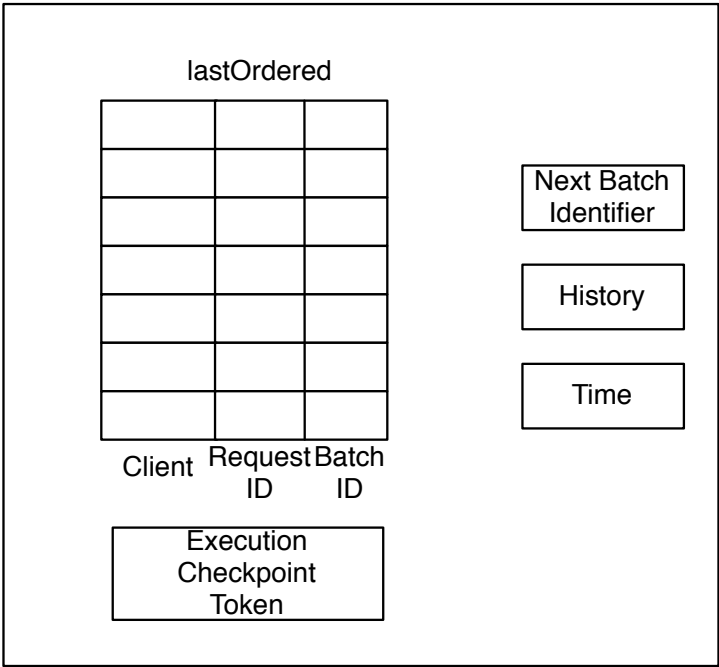 lastOrdered
Next Batch
Identifier
History
Time
Client
Request
ID
Batch
ID
Execution
Checkpoint
Token